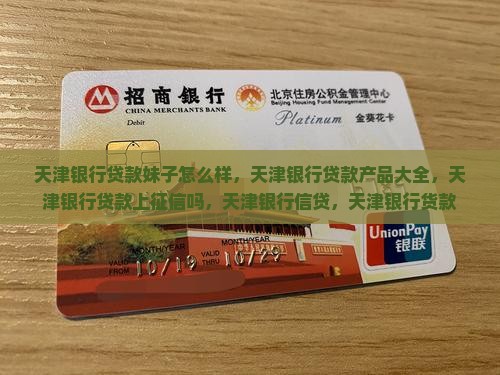 招商银行
CHINA MERCHANTS BANK
Debit
北京住房公积金管理中心
Beijing Housing Fund Management Center
Platinum 金葵花卡
天津银行贷款妹子怎么样，天津银行贷款产品大全，天
津银行贷款上征信吗，天津银行信贷，天津银行贷款
UnionPay
银联
MONTH/YEAR
VALID
FROM
10/19
MONTH/YEAR
VALID
THRU
10/29